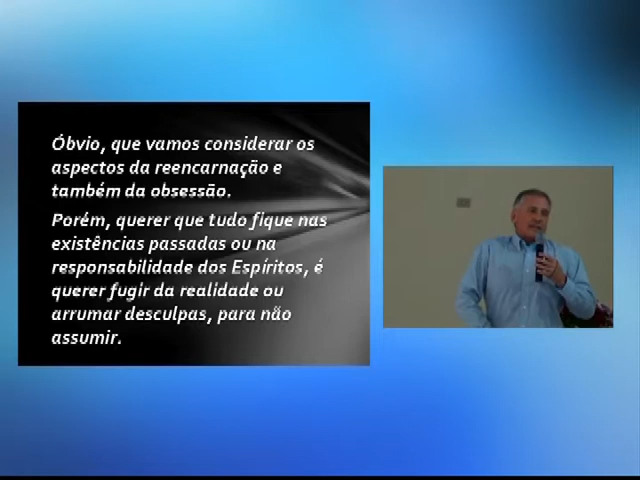 Óbvio, que vamos considerar os
aspectos da reencarnação e
também da obsessão.
Porém, querer que tudo fique nas
existências passadas ou na
responsabilidade dos Espíritos, é
querer fugir da realidade ou
arrumar desculpas, para não
assumir.